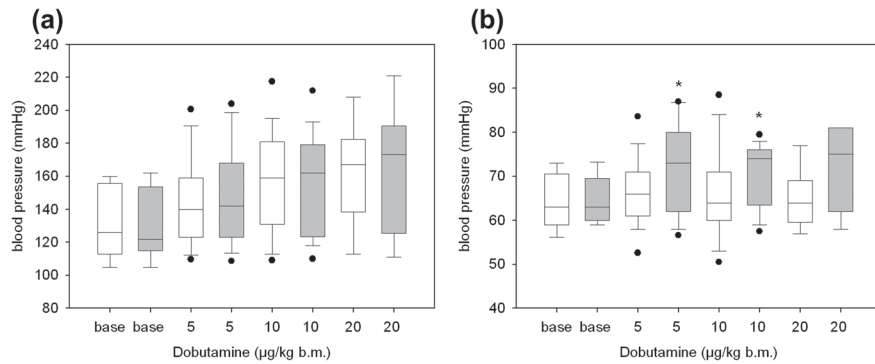 (a)
240
220
200
180
160
140
120
100
80
blood pressure (mmHg)
base base 5 5 10 10 20 20
Dobutamine (µg/kg b.m.)
(b)
100
90
80
70
60
50
40
blood pressure (mmHg)
*
*
base base 5 5 10 10 20 20
Dobutamine (µg/kg b.m.)